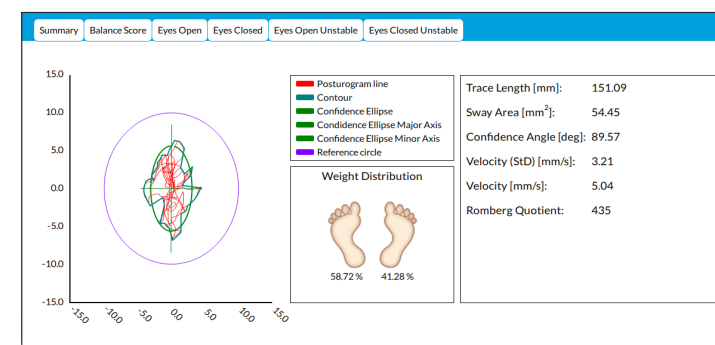 Summary Balance Score Eyes Open Eyes Closed Eyes Open Unstable Eyes Closed Unstable
15.0
10.0
5.0
0.0
-5.0
-10.0
-15.0
-15.0 -10.0 -5.0 0.0 5.0 10.0 15.0
Posturogram line
Contour
Confidence Ellipse
Condidence Ellipse Major Axis
Confidence Ellipse Minor Axis
Reference circle
Weight Distribution
58.72 % 41.28 %
Trace Length [mm]: 151.09
Sway Area [mm²]: 54.45
Confidence Angle [deg]: 89.57
Velocity (StD) [mm/s]: 3.21
Velocity [mm/s]: 5.04
Romberg Quotient: 435